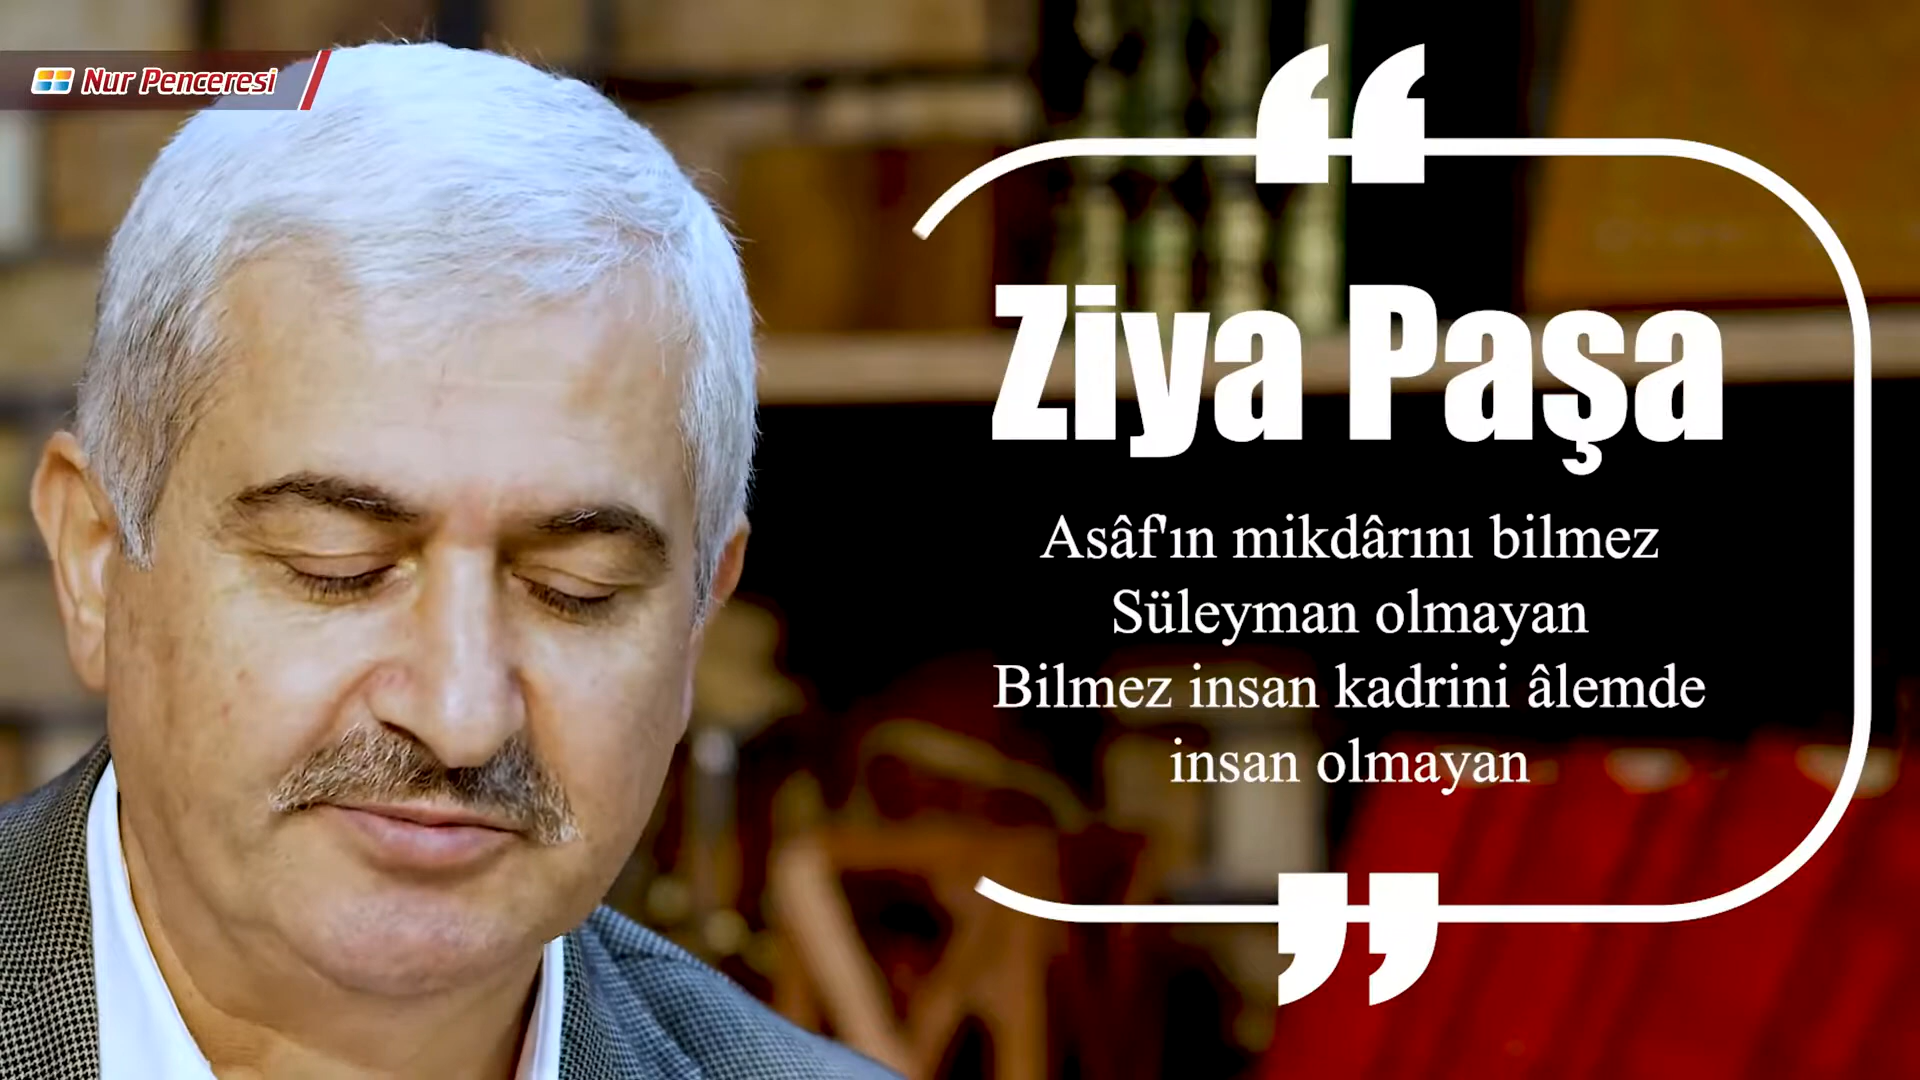 Nur Penceresi
Ziya Paşa
Asâf'ın mikdârını bilmez
Süleyman olmayan
Bilmez insan kadrini âlemde
insan olmayan